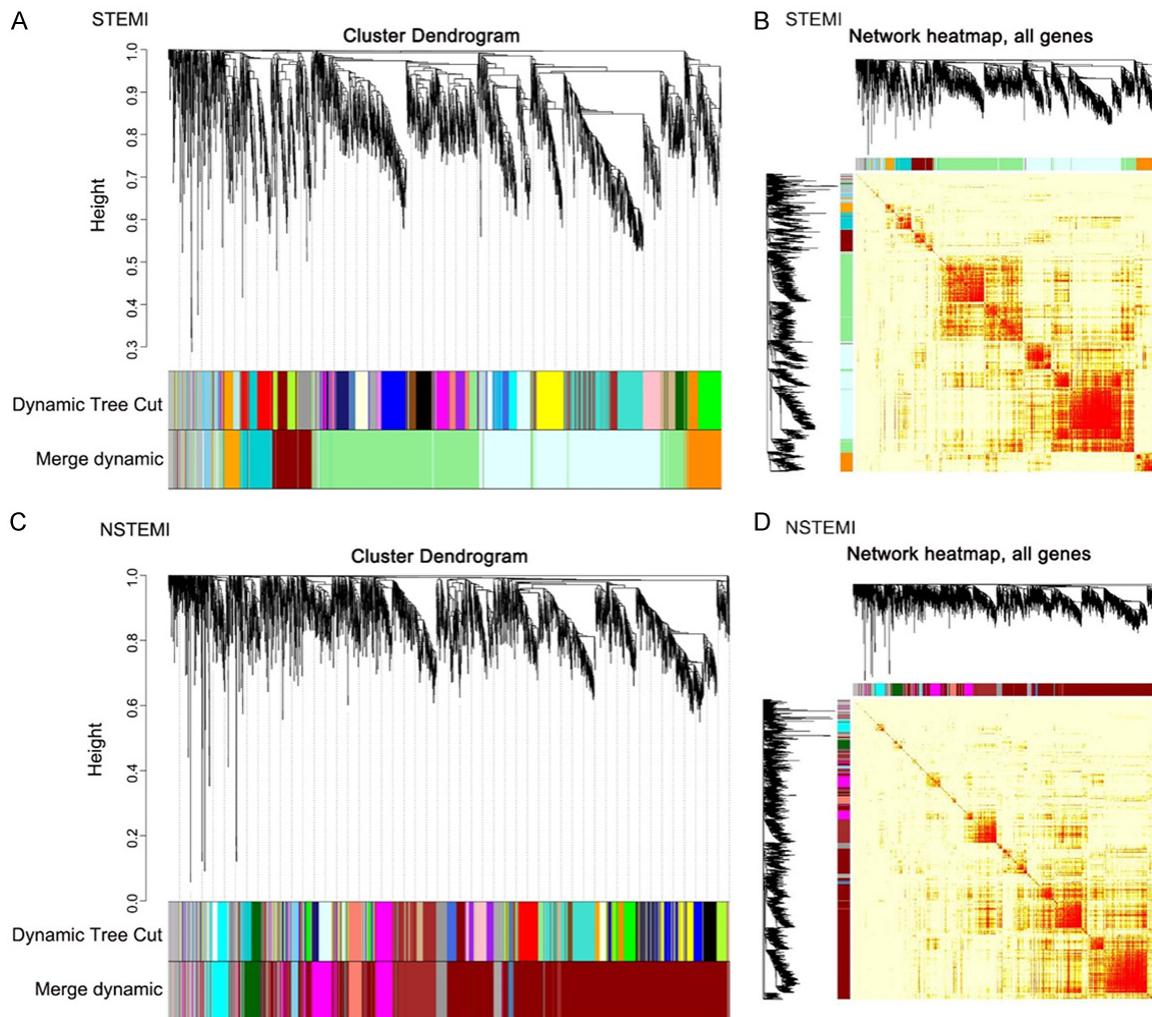 A
STEMI
Cluster Dendrogram
Height
1.0
0.9
0.8
0.7
0.6
0.5
0.4
0.3
Dynamic Tree Cut
Merge dynamic
B
STEMI
Network heatmap, all genes
C
NSTEMI
Cluster Dendrogram
Height
1.0
0.8
0.6
0.4
0.2
0.0
Dynamic Tree Cut
Merge dynamic
D
NSTEMI
Network heatmap, all genes